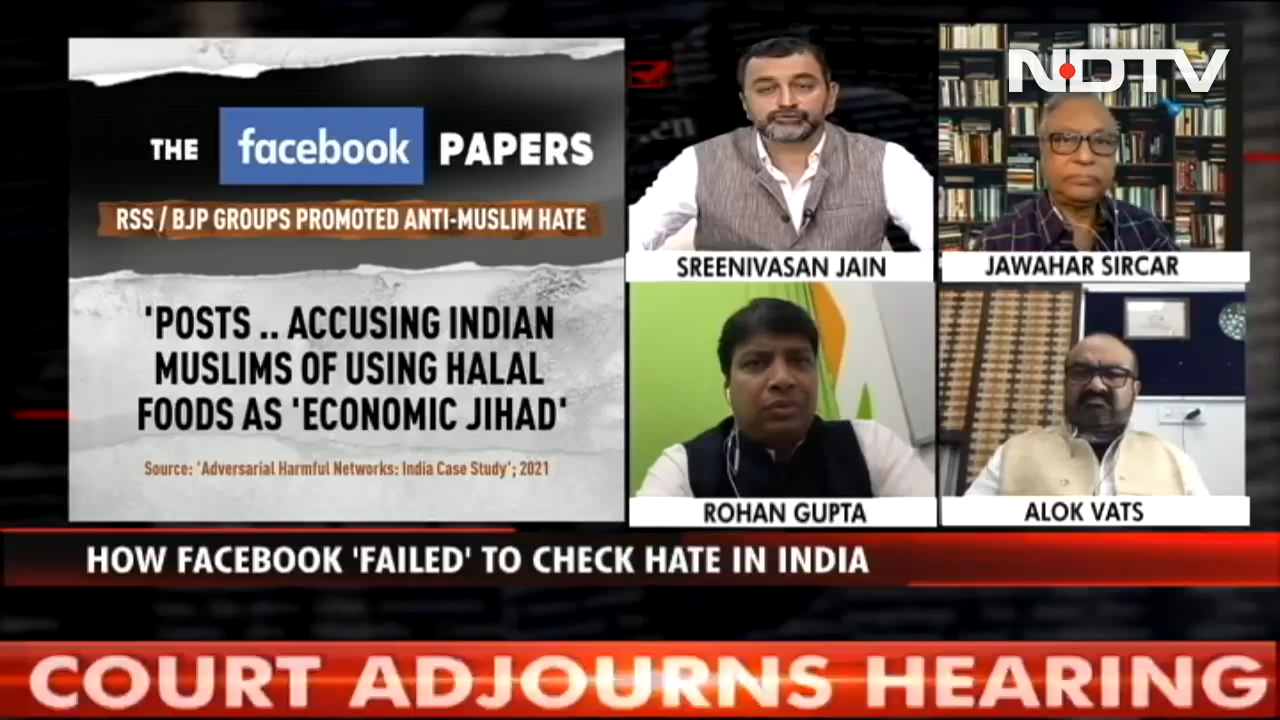 NDTV
THE facebook PAPERS
RSS / BJP GROUPS PROMOTED ANTI-MUSLIM HATE
'POSTS .. ACCUSING INDIAN
MUSLIMS OF USING HALAL
FOODS AS 'ECONOMIC JIHAD'
Source: 'Adversarial Harmful Networks: India Case Study'; 2021
SREENIVASAN JAIN
JAWAHAR SIRCAR
ROHAN GUPTA
ALOK VATS
HOW FACEBOOK 'FAILED' TO CHECK HATE IN INDIA
COURT ADJOURNS HEARING